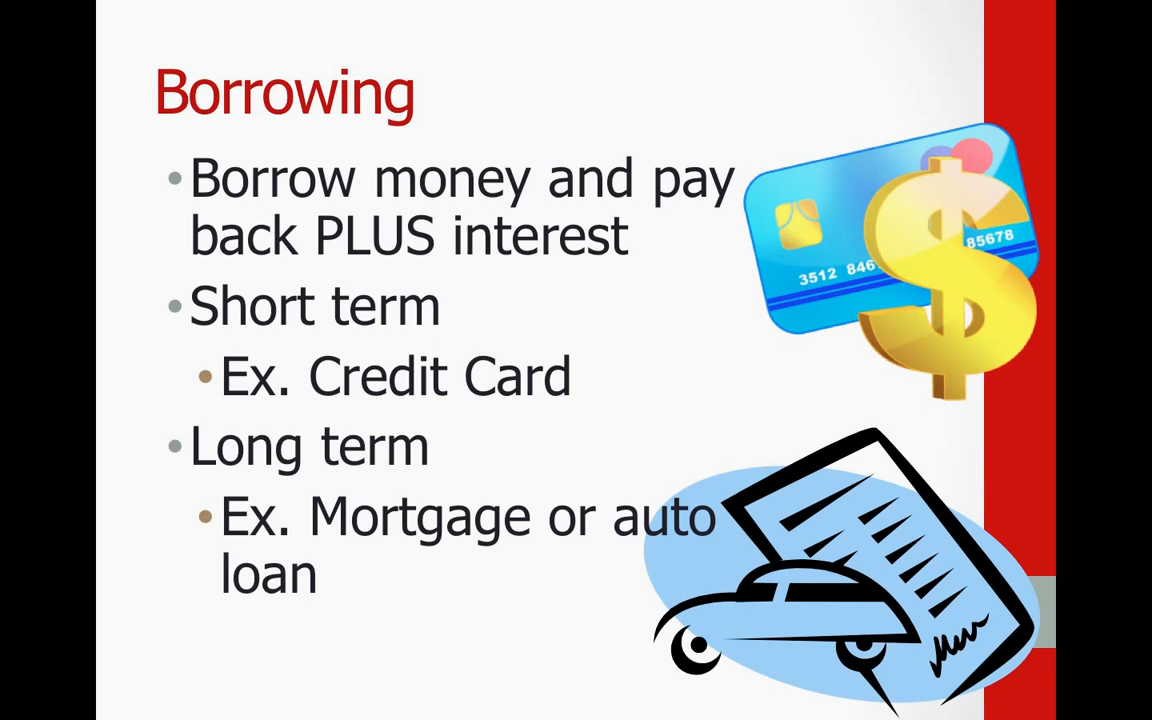 Borrowing
•Borrow money and pay
back PLUS interest
•Short term
•Ex. Credit Card
•Long term
•Ex. Mortgage or auto
loan
3512 846
85678